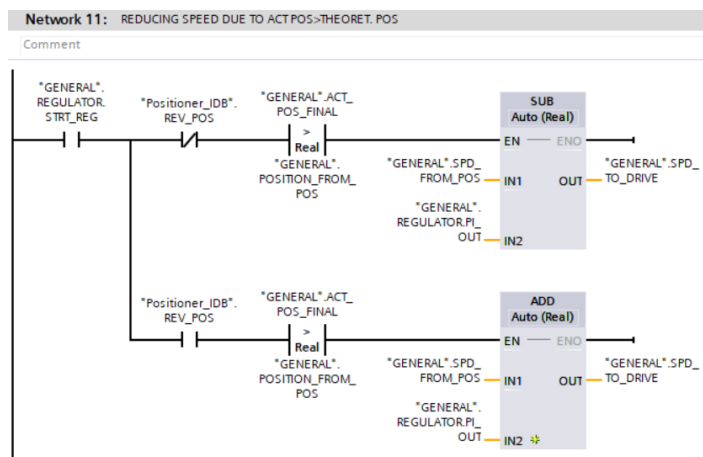 Network 11: REDUCING SPEED DUE TO ACT POS>THEORET. POS
Comment
"GENERAL".
REGULATOR.
STRT_REG
"Positioner_IDB".
REV_POS
"GENERAL".ACT_
POS_FINAL
>
Real
"GENERAL".
POSITION_FROM_
POS
SUB
Auto (Real)
EN
ENO
"GENERAL".SPD_
FROM_POS
IN1
"GENERAL".
REGULATOR.PI_
OUT
IN2
OUT
"GENERAL".SPD_
TO_DRIVE
"Positioner_IDB".
REV_POS
"GENERAL".ACT_
POS_FINAL
>
Real
"GENERAL".
POSITION_FROM_
POS
ADD
Auto (Real)
EN
ENO
"GENERAL".SPD_
FROM_POS
IN1
"GENERAL".
REGULATOR.PI_
OUT
IN2
OUT
"GENERAL".SPD_
TO_DRIVE